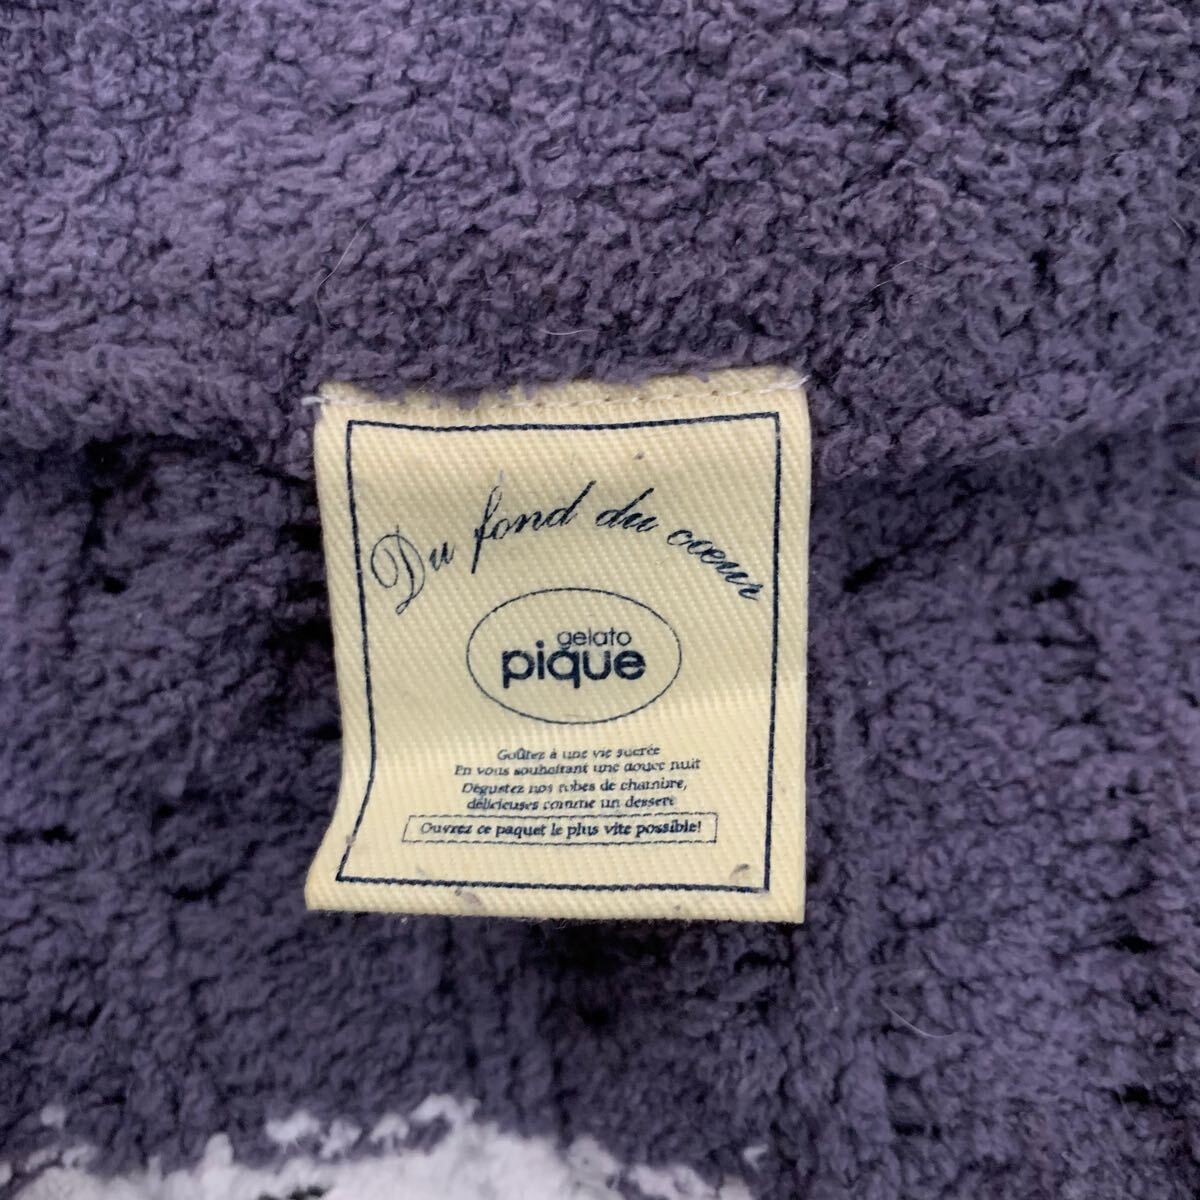 Du fond du cœur
gelato
pique
Goûtez à une vie sucrée
En vous souhaitant une douce nuit
Dégustez nos robes de chambre,
délicieuses comme un dessert
Ouvrez ce paquet le plus vite possible!